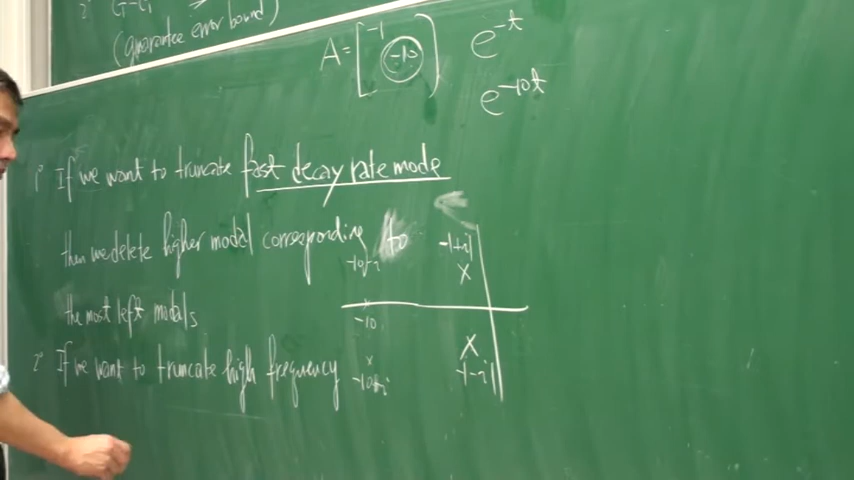 (guarantee error bound)
A = [ -1
-10 ]
e^-t
e^-10t
1° If we want to truncate fast decay rate mode
then we delete higher modal corresponding to
the most left modals
2° If we want to truncate high frequency
-1+i
x
-10
x
-1-i